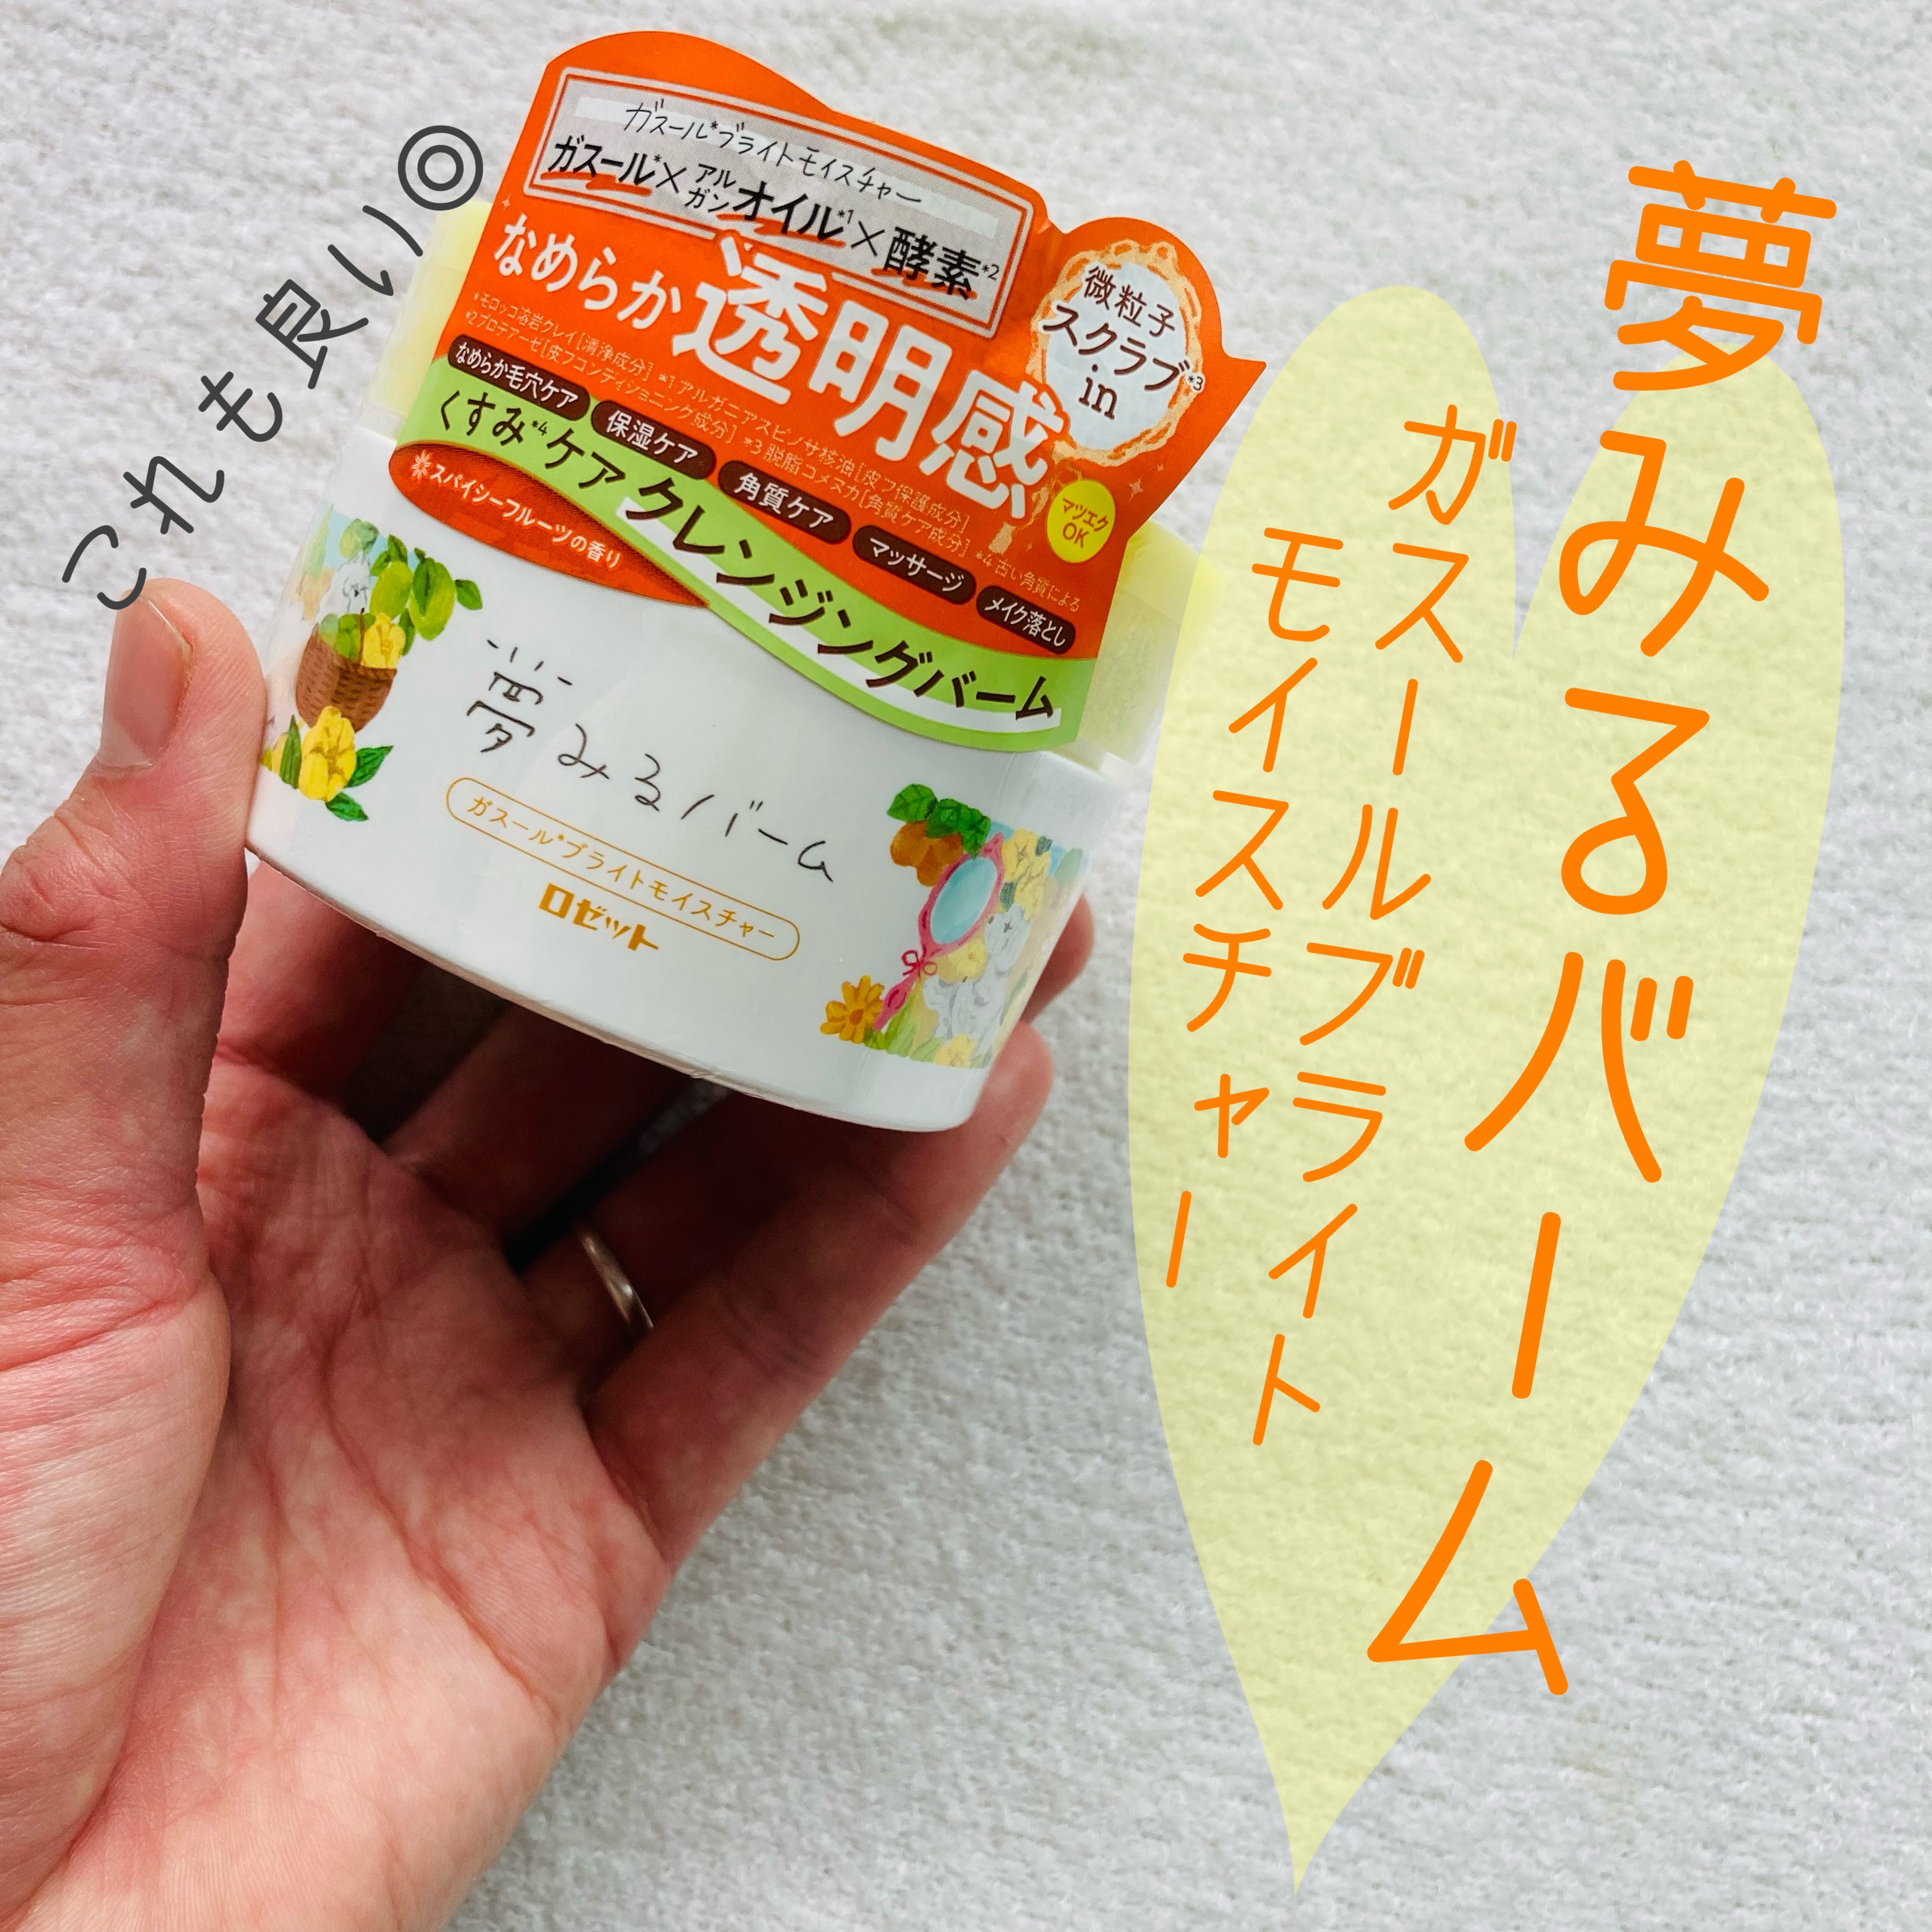 これも良い◎
夢みるバーム
ガスールブライト
モイスチャー
ガスール*ブライトモイスチャー
ガスール*×アルガンオイル*1×酵素*2
なめらか透明感
微粒子
スクラブ*3
in
*モロッコ溶岩クレイ[清浄成分] *1 アルガニアスピノサ核油[皮フ保護成分]
*2プロテアーゼ[皮フコンディショニング成分] *3 脱脂コメヌカ[角質ケア成分] *4 古い角質による
マツエク
OK
なめらか毛穴ケア 保湿ケア 角質ケア マッサージ メイク落とし
くすみ*4ケア クレンジングバーム
スパイシーフルーツの香り
夢みるバーム
ガスール*ブライトモイスチャー
ロゼット